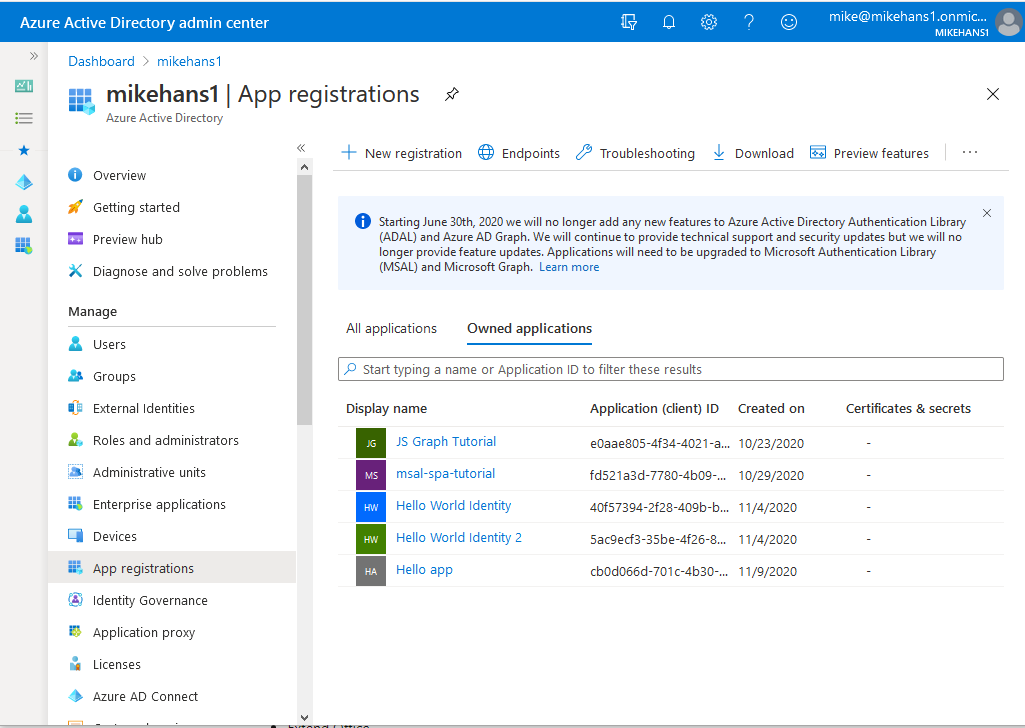 Azure Active Directory admin center
mike@mikehans1.onmic...
MIKEHANS1
Dashboard > mikehans1
mikehans1 | App registrations
Azure Active Directory
Overview
Getting started
Preview hub
Diagnose and solve problems
Manage
Users
Groups
External Identities
Roles and administrators
Administrative units
Enterprise applications
Devices
App registrations
Identity Governance
Application proxy
Licenses
Azure AD Connect
New registration Endpoints Troubleshooting Download Preview features ...
Starting June 30th, 2020 we will no longer add any new features to Azure Active Directory Authentication Library
(ADAL) and Azure AD Graph. We will continue to provide technical support and security updates but we will no
longer provide feature updates. Applications will need to be upgraded to Microsoft Authentication Library
(MSAL) and Microsoft Graph. Learn more
All applications Owned applications
Start typing a name or Application ID to filter these results
Display name Application (client) ID Created on Certificates & secrets
JG JS Graph Tutorial e0aae805-4f34-4021-a... 10/23/2020 -
MS msal-spa-tutorial fd521a3d-7780-4b09-... 10/29/2020 -
HW Hello World Identity 40f57394-2f28-409b-b... 11/4/2020 -
HW Hello World Identity 2 5ac9ecf3-35be-4f26-8... 11/4/2020 -
HA Hello app cb0d066d-701c-4b30-... 11/9/2020 -